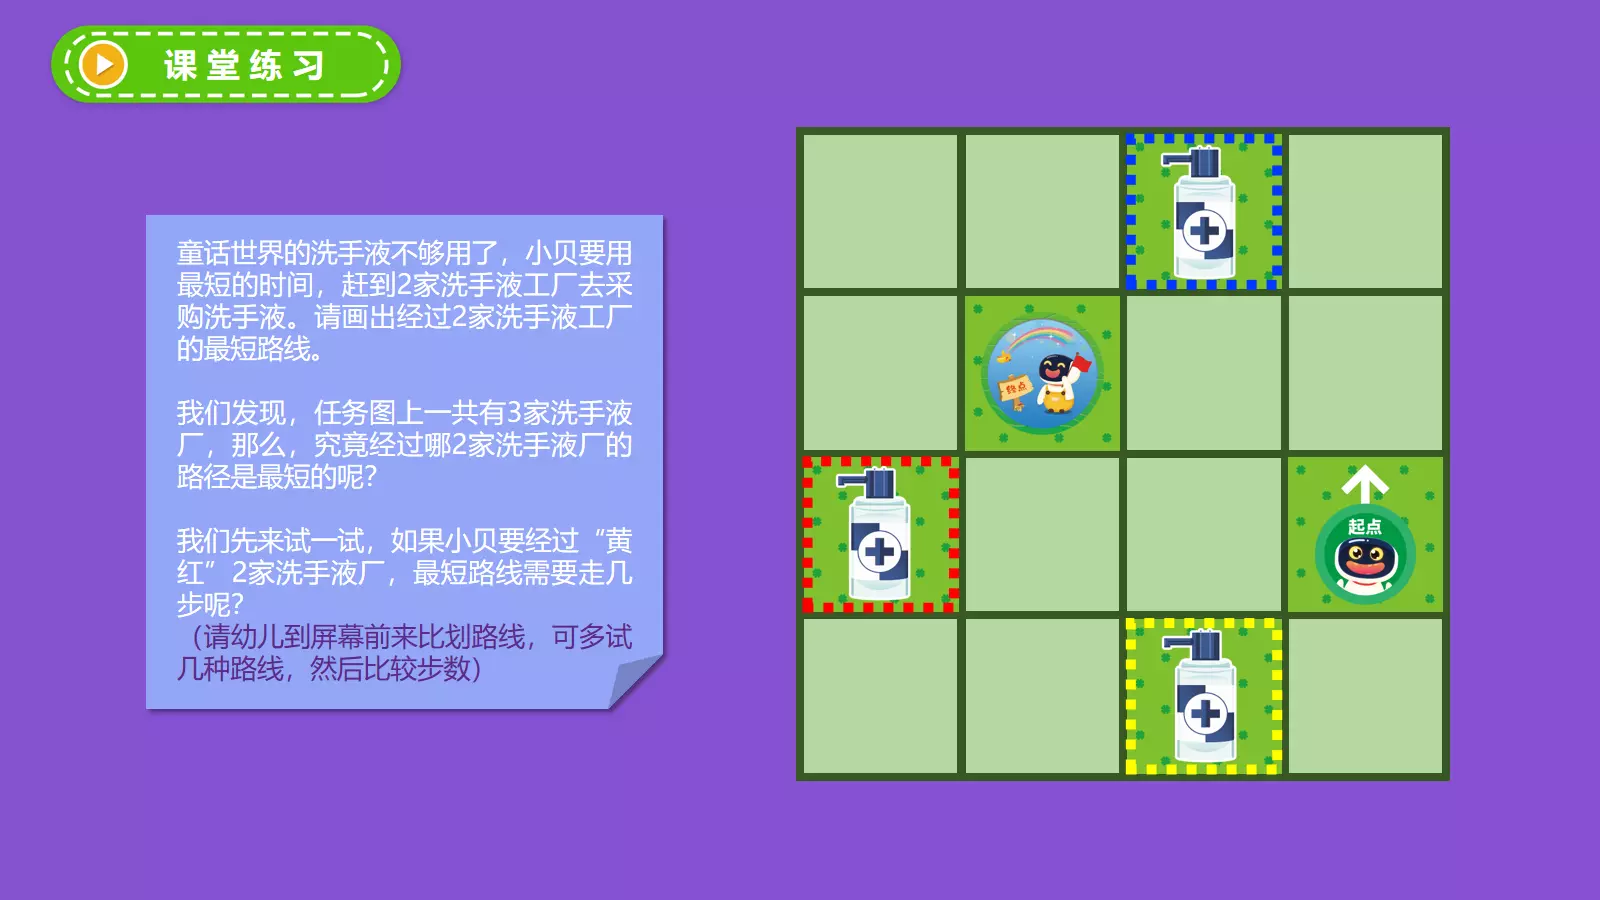 课堂练习
童话世界的洗手液不够用了，小贝要用
最短的时间，赶到2家洗手液工厂去采
购洗手液。请画出经过2家洗手液工厂
的最短路线。
我们发现，任务图上一共有3家洗手液
厂，那么，究竟经过哪2家洗手液厂的
路径是最短的呢？
我们先来试一试，如果小贝要经过“黄
红”2家洗手液厂，最短路线需要走几
步呢？
（请幼儿到屏幕前来比划路线，可多试
几种路线，然后比较步数）
终点
起点